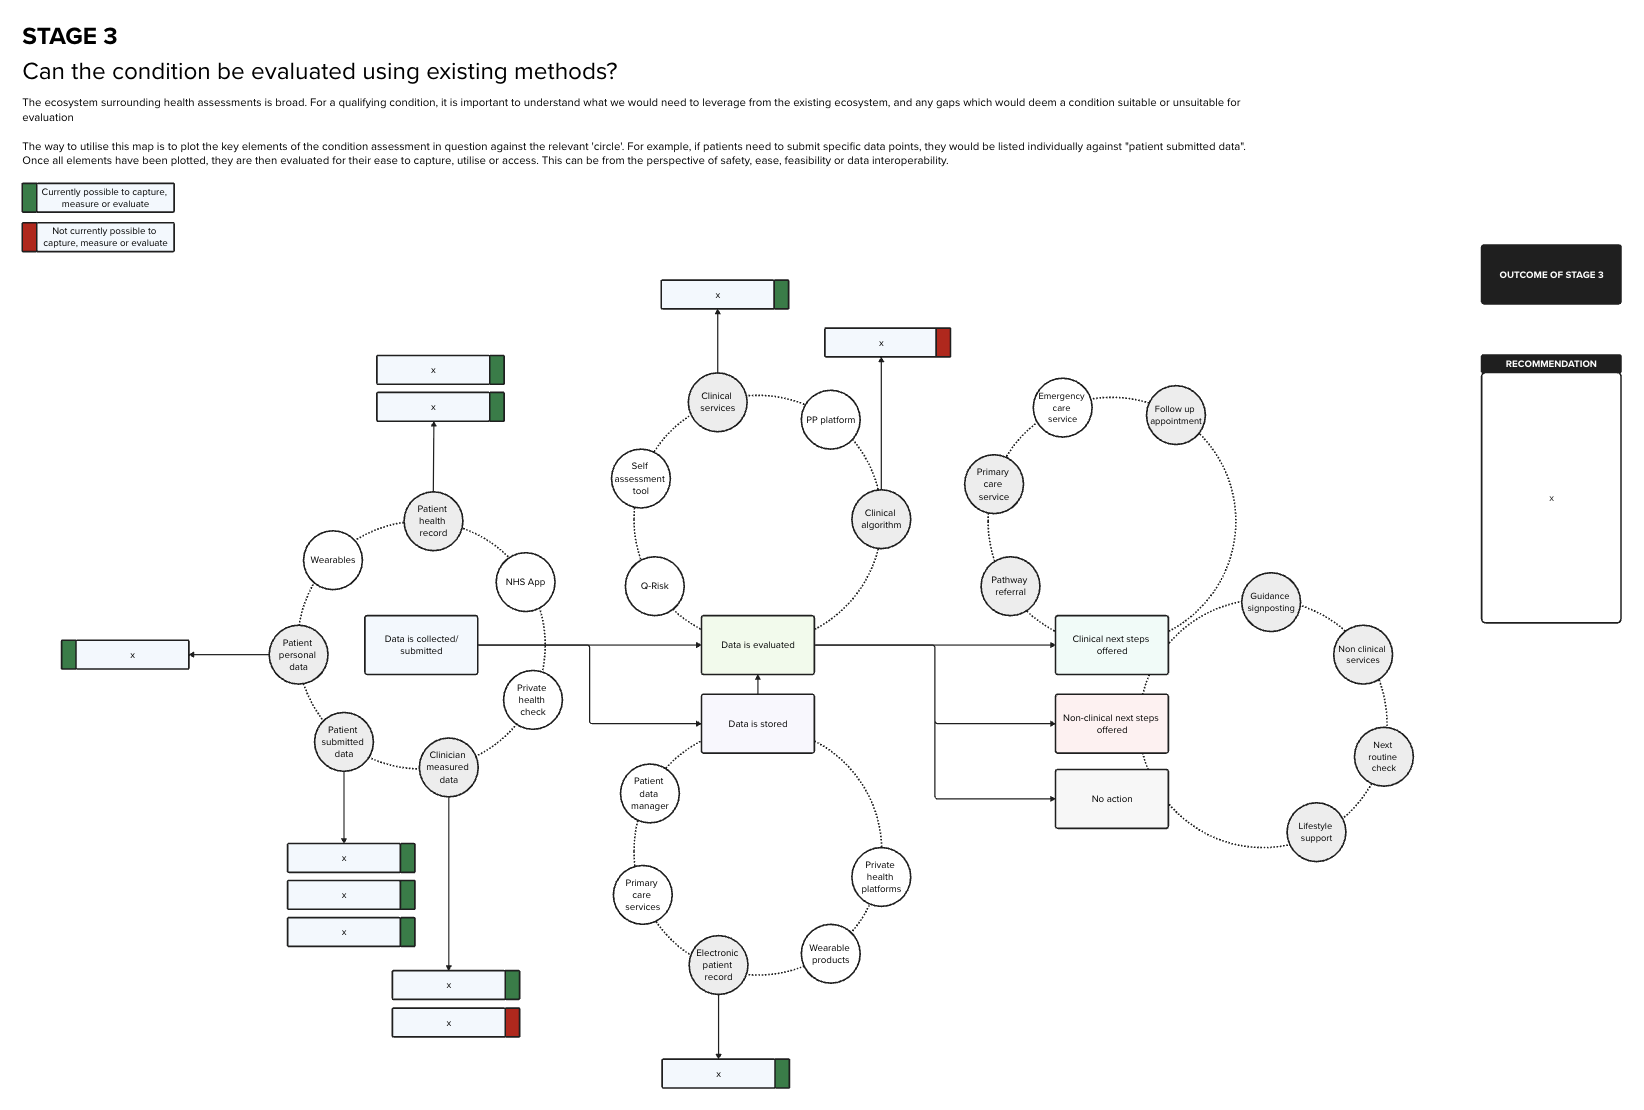 STAGE 3
Can the condition be evaluated using existing methods?
The ecosystem surrounding health assessments is broad. For a qualifying condition, it is important to understand what we would need to leverage from the existing ecosystem, and any gaps which would deem a condition suitable or unsuitable for
evaluation
The way to utilise this map is to plot the key elements of the condition assessment in question against the relevant 'circle'. For example, if patients need to submit specific data points, they would be listed individually against "patient submitted data".
Once all elements have been plotted, they are then evaluated for their ease to capture, utilise or access. This can be from the perspective of safety, ease, feasibility or data interoperability.
Currently possible to capture,
measure or evaluate
Not currently possible to
capture, measure or evaluate
OUTCOME OF STAGE 3
RECOMMENDATION
x
x
x
Patient
health
record
Wearables
NHS App
Data is collected/
submitted
x
Patient
personal
data
Private
health
check
Patient
submitted
data
Clinician
measured
data
x
x
x
x
x
x
x
Clinical
services
PP platform
Self
assessment
tool
Clinical
algorithm
Q-Risk
Data is evaluated
Data is stored
Patient
data
manager
Primary
care
services
Private
health
platforms
Wearable
products
Electronic
patient
record
x
Emergency
care
service
Follow up
appointment
Primary
care
service
Pathway
referral
Clinical next steps
offered
Non-clinical next steps
offered
No action
Guidance
signposting
Non clinical
services
Next
routine
check
Lifestyle
support